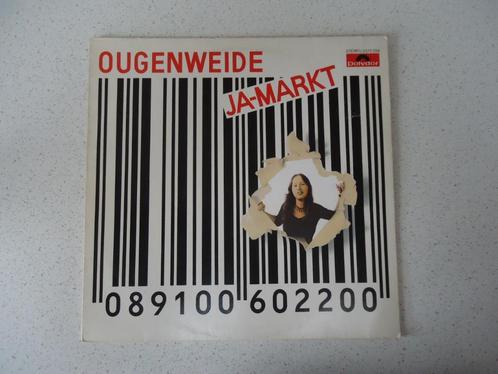 OUGENWEIDE
JA-MARKT
Polydor
089100 602200